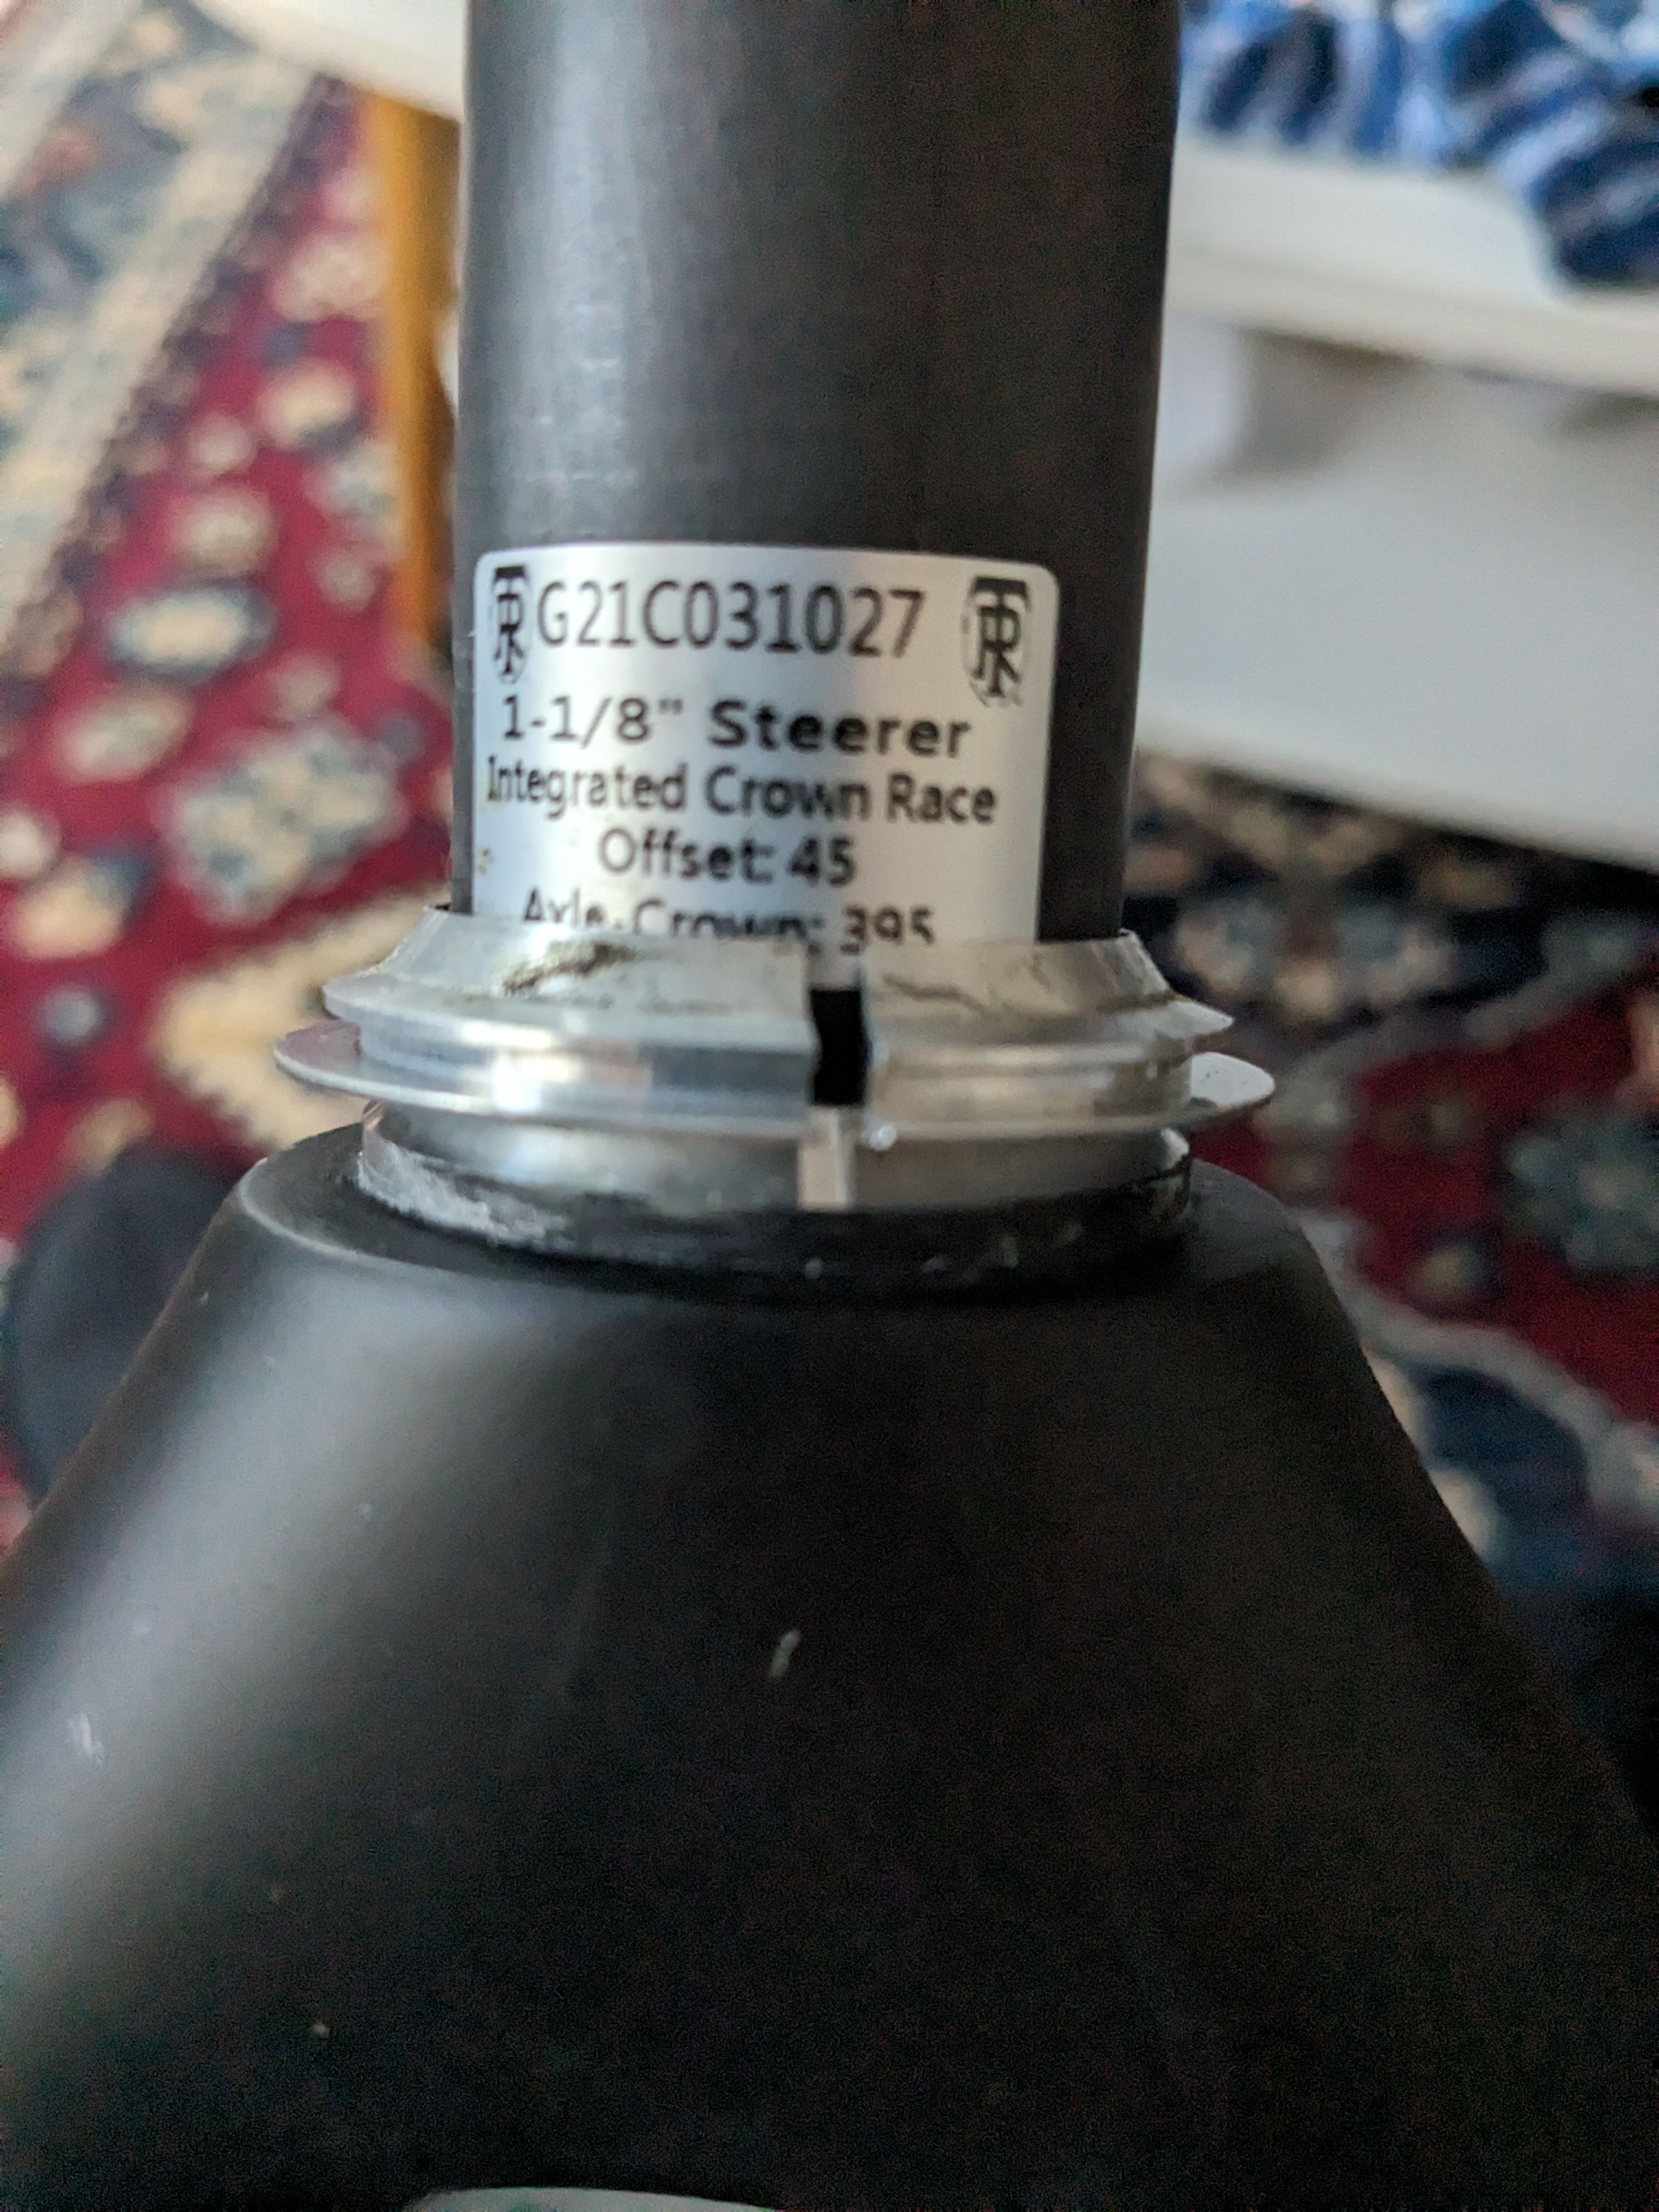 G21C031027
1-1/8" Steerer
Integrated Crown Race
Offset: 45
Axle-Crown: 395